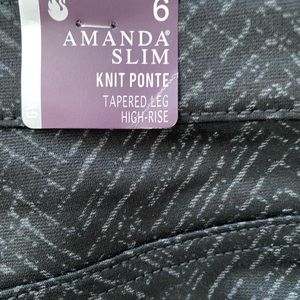 6
AMANDA®
SLIM
KNIT PONTE
TAPERED LEG
HIGH-RISE